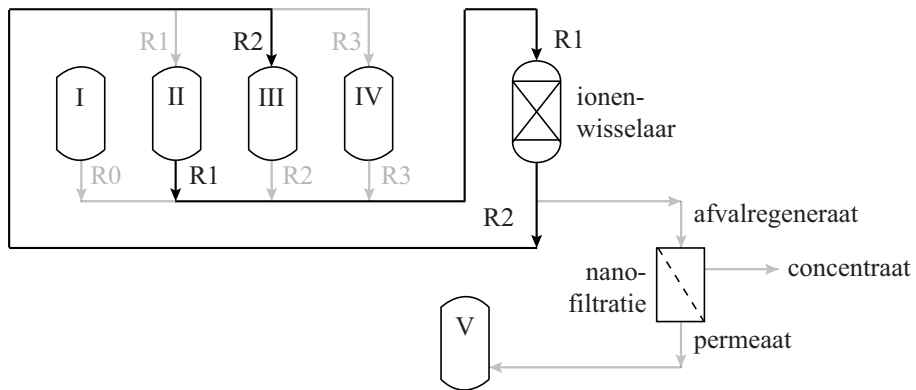 R1
R2
R3
R1
I
II
III
IV
ionen-
wisselaar
R0
R1
R2
R3
R2
afvalregeneraat
nano-
filtratie
concentraat
V
permeaat